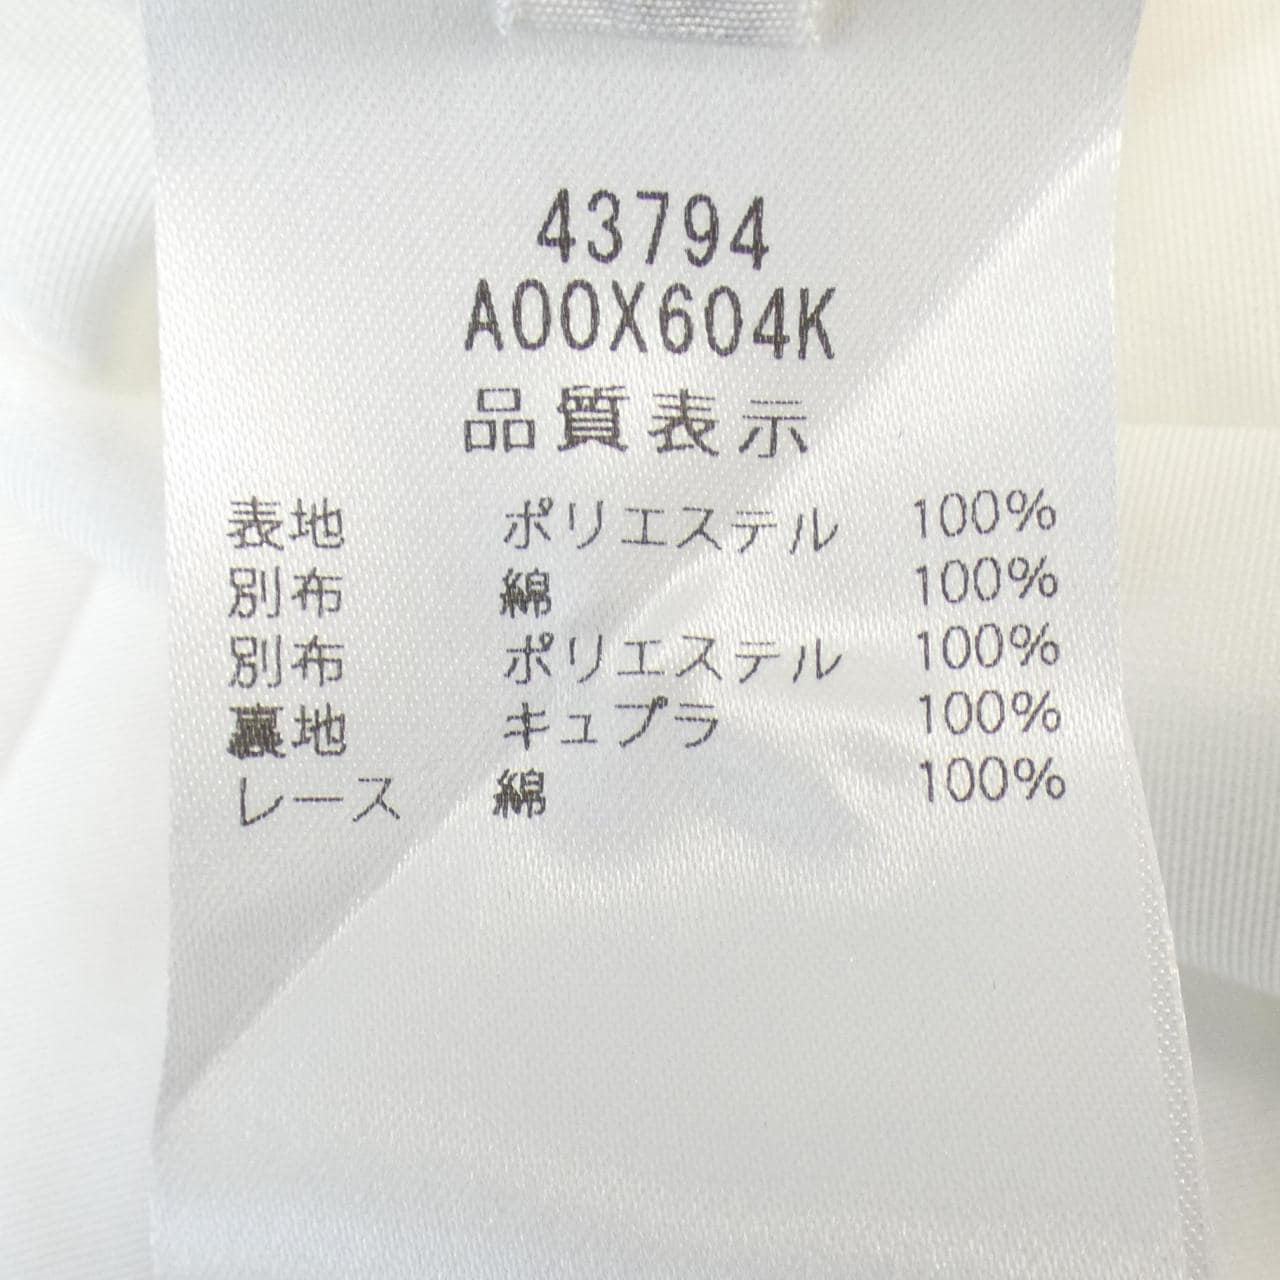 43794
A00X604K
品質表示
表地 ポリエステル 100%
別布 綿 100%
別布 ポリエステル 100%
裏地 キュプラ 100%
レース 綿 100%